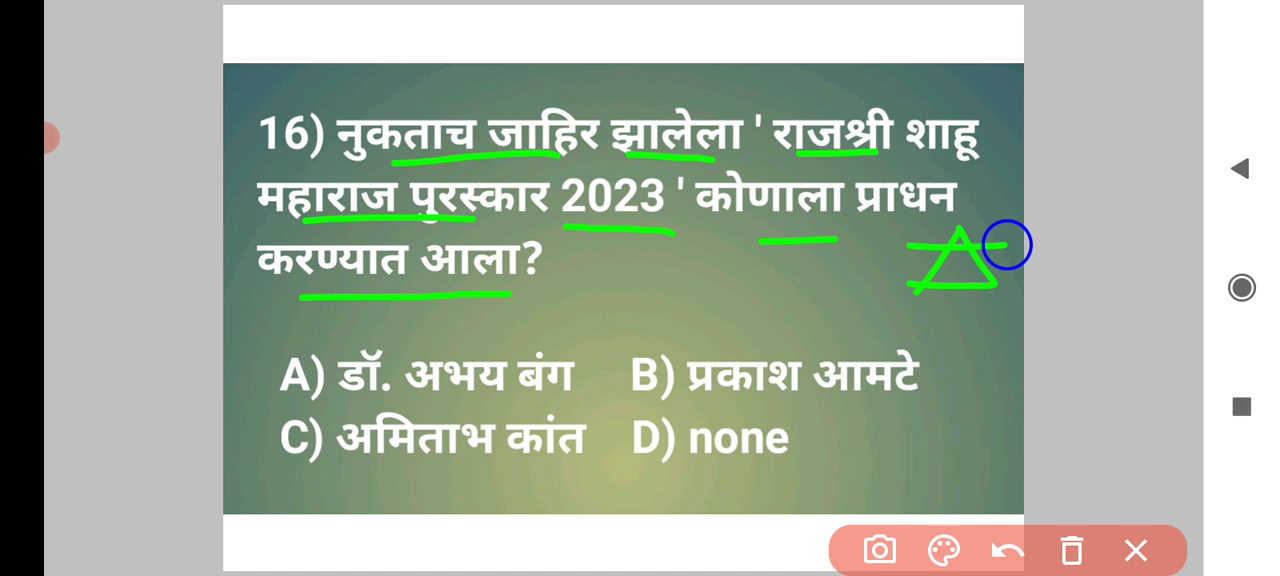 16) नुकताच जाहिर झालेला ' राजश्री शाहू
महाराज पुरस्कार 2023 ' कोणाला प्राधन
करण्यात आला?
A) डॉ. अभय बंग B) प्रकाश आमटे
C) अमिताभ कांत D) none